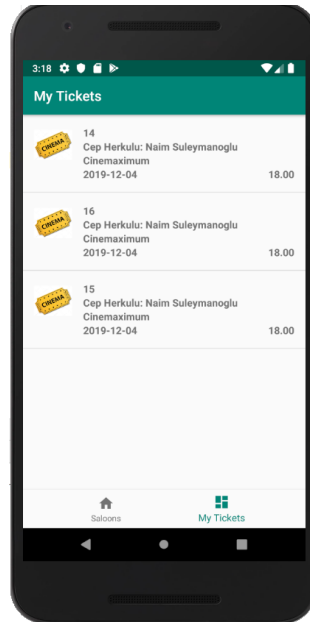 3:18
My Tickets
CINEMA
14
Cep Herkulu: Naim Suleymanoglu
Cinemaximum
2019-12-04 18.00
CINEMA
16
Cep Herkulu: Naim Suleymanoglu
Cinemaximum
2019-12-04 18.00
CINEMA
15
Cep Herkulu: Naim Suleymanoglu
Cinemaximum
2019-12-04 18.00
Saloons My Tickets